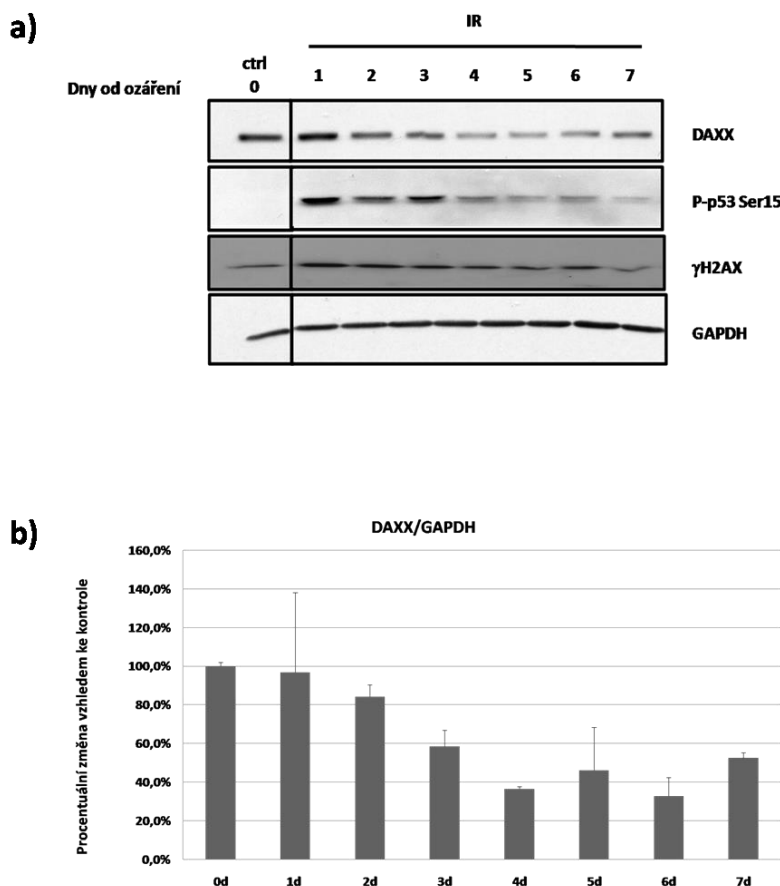 a)
IR
ctrl
Dny od ozáření 0 1 2 3 4 5 6 7
DAXX
P-p53 Ser15
γH2AX
GAPDH
b)
DAXX/GAPDH
Procentuální změna vzhledem ke kontrole
160,0%
140,0%
120,0%
100,0%
80,0%
60,0%
40,0%
20,0%
0,0%
0d 1d 2d 3d 4d 5d 6d 7d